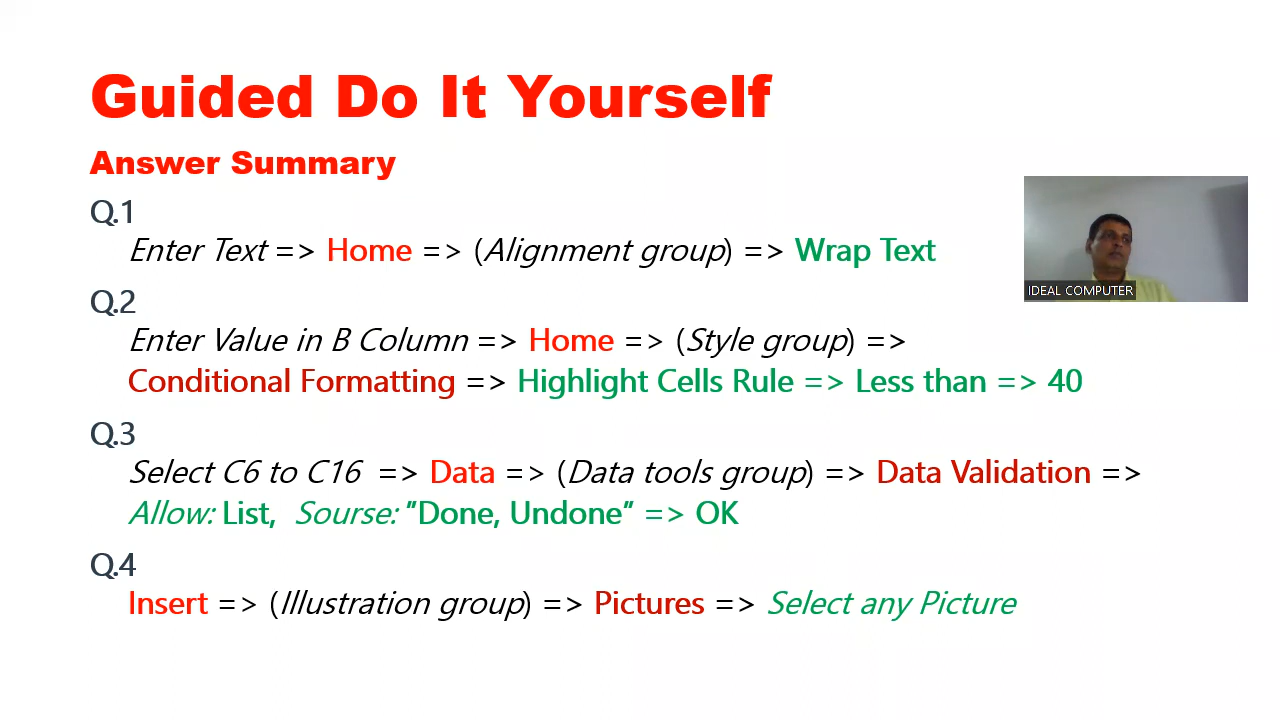 Guided Do It Yourself
Answer Summary
Q.1
Enter Text => Home => (Alignment group) => Wrap Text
IDEAL COMPUTER
Q.2
Enter Value in B Column => Home => (Style group) =>
Conditional Formatting => Highlight Cells Rule => Less than => 40
Q.3
Select C6 to C16 => Data => (Data tools group) => Data Validation =>
Allow: List, Sourse: "Done, Undone" => OK
Q.4
Insert => (Illustration group) => Pictures => Select any Picture